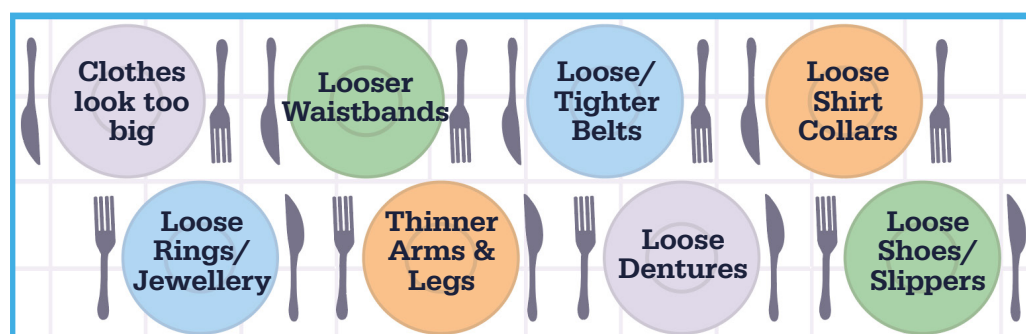 Clothes
look too
big
Looser
Waistbands
Loose/
Tighter
Belts
Loose
Shirt
Collars
Loose
Rings/
Jewellery
Thinner
Arms &
Legs
Loose
Dentures
Loose
Shoes/
Slippers